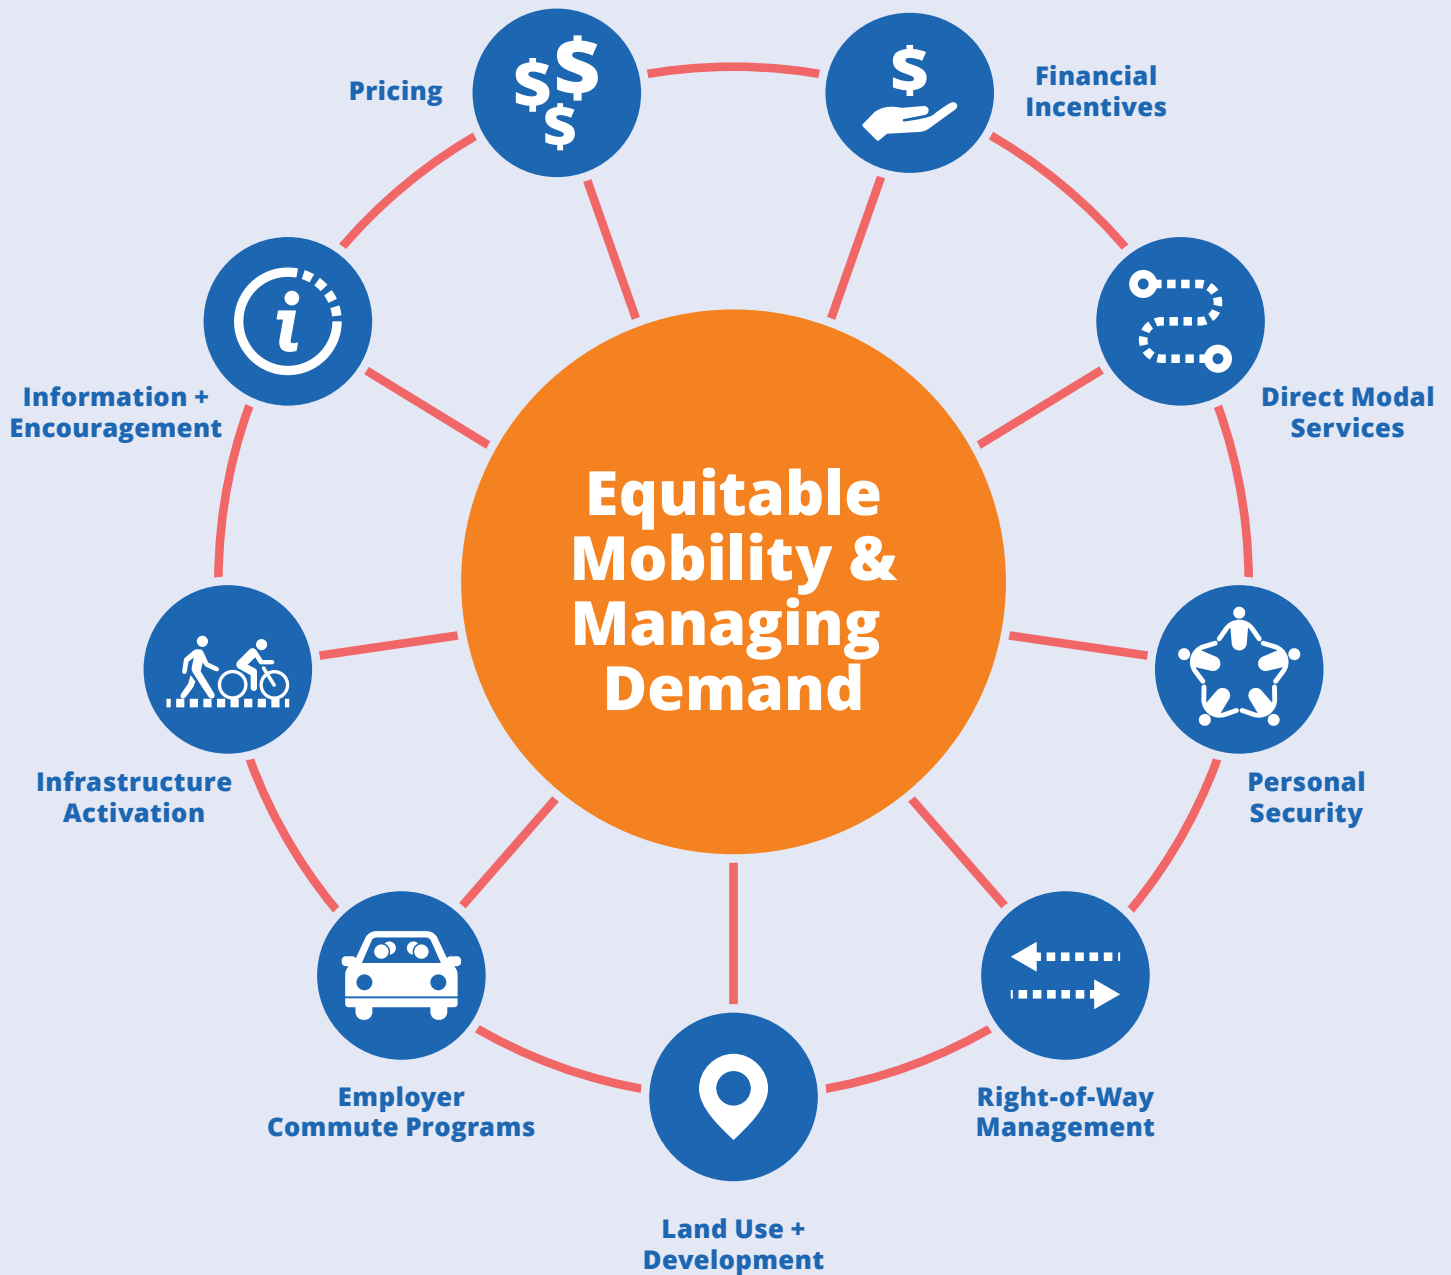 Pricing
Financial
Incentives
Information +
Encouragement
Direct Modal
Services
Equitable
Mobility &
Managing
Demand
Infrastructure
Activation
Personal
Security
Employer
Commute Programs
Right-of-Way
Management
Land Use +
Development